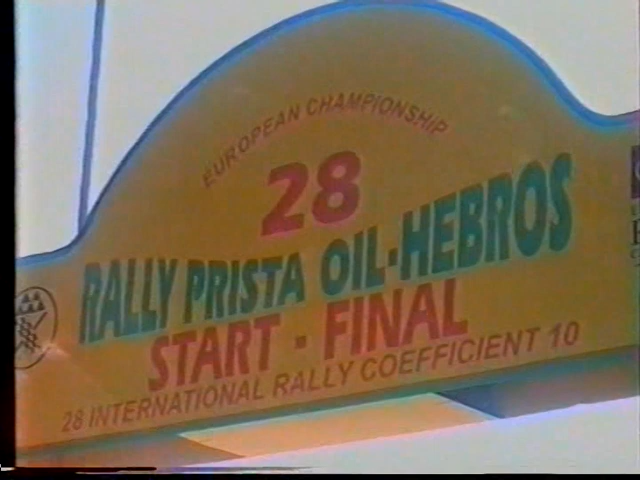 EUROPEAN CHAMPIONSHIP
28
RALLY PRISTA OIL-HEBROS
START - FINAL
28 INTERNATIONAL RALLY COEFFICIENT 10